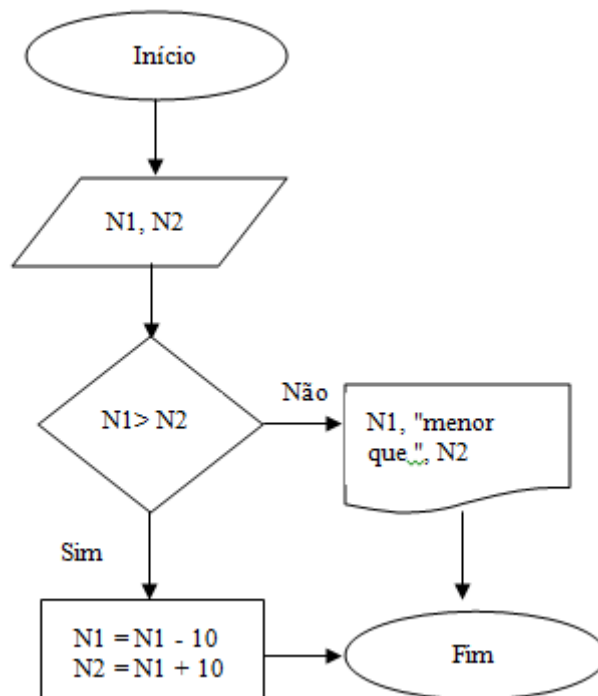 Início
N1, N2
N1> N2
Não
N1, "menor
que ", N2
Sim
N1 = N1 - 10
N2 = N1 + 10
Fim